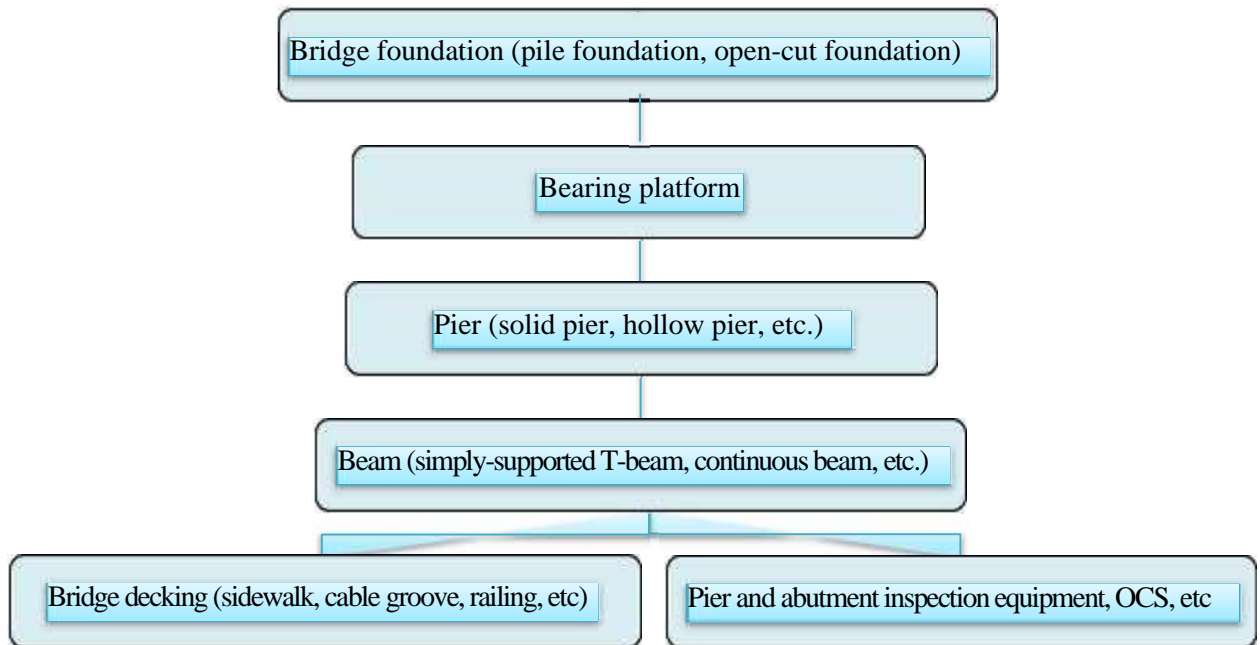 Bridge foundation (pile foundation, open-cut foundation)
Bearing platform
Pier (solid pier, hollow pier, etc.)
Beam (simply-supported T-beam, continuous beam, etc.)
Bridge decking (sidewalk, cable groove, railing, etc)
Pier and abutment inspection equipment, OCS, etc